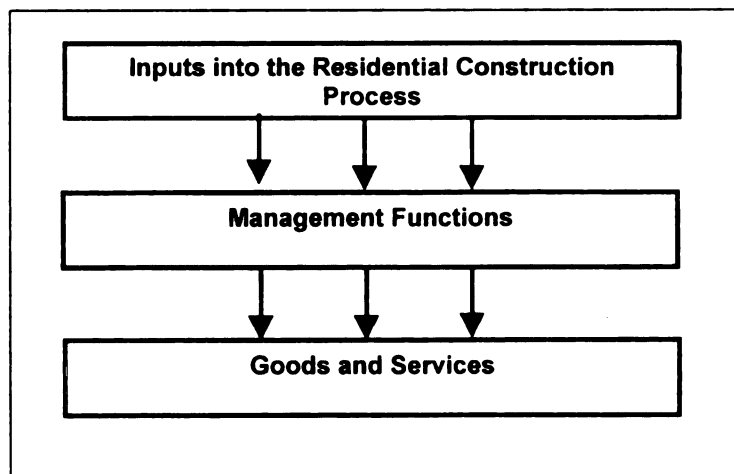 Inputs into the Residential Construction
Process
Management Functions
Goods and Services